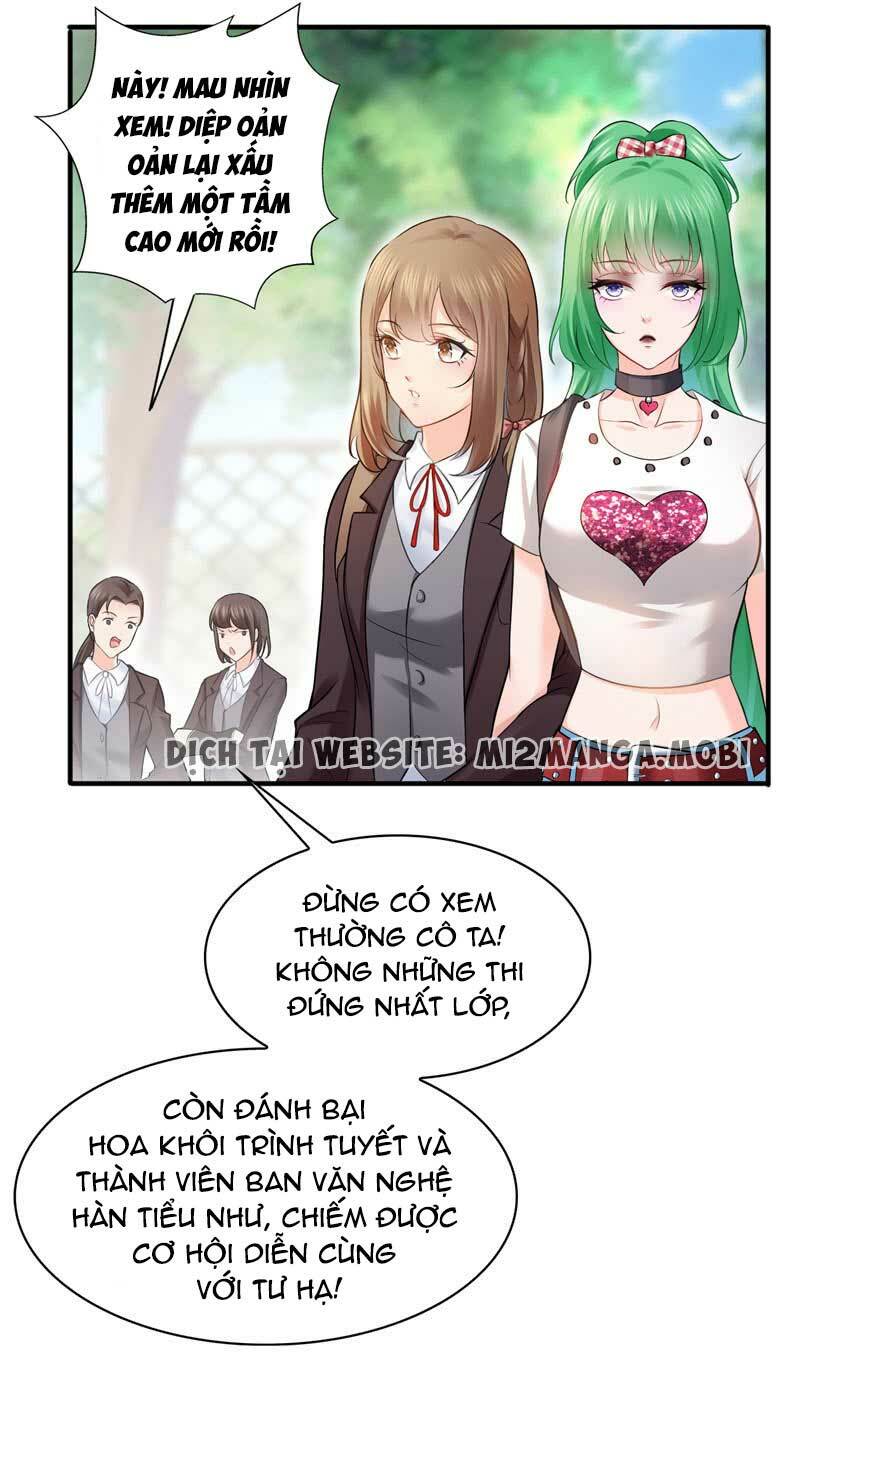 NÀY! MAU NHÌN
XEM! DIỆP OẢN
OẢN LẠI XẤU
THÊM MỘT TẦM
CAO MỚI RỒI!
DỊCH TẠI WEBSITE: MI2MANGA.MOBI
ĐỪNG CÓ XEM
THƯỜNG CÔ TA!
KHÔNG NHỮNG THI
ĐỨNG NHẤT LỚP,
CÒN ĐÁNH BẠI
HOA KHÔI TRÌNH TUYẾT VÀ
THÀNH VIÊN BAN VĂN NGHỆ
HÀN TIỂU NHƯ, CHIẾM ĐƯỢC
CƠ HỘI DIỄN CÙNG
VỚI TƯ HẠ!